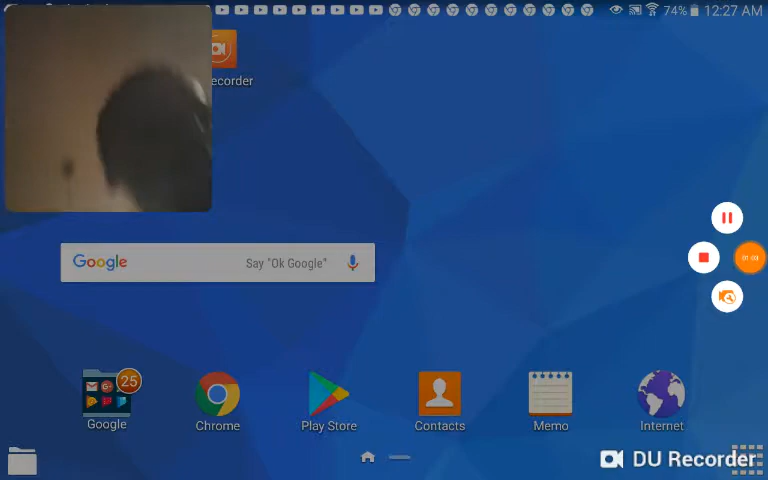 74% 12:27 AM
ecorder
Google Say "Ok Google"
25
Google Chrome Play Store Contacts Memo Internet
DU Recorder